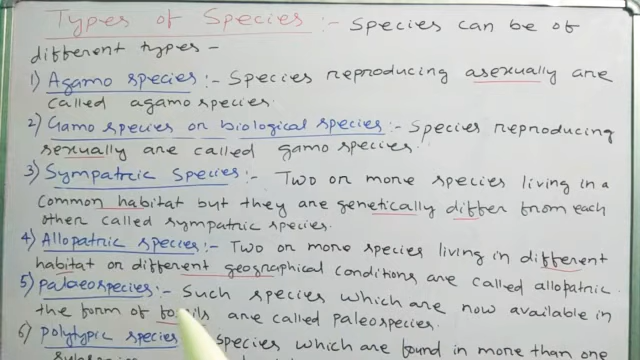 Types of Species :- Species can be of
different types -
1) Agamo species :- Species reproducing asexually are
called agamo species.
2) Gamo species or biological species :- Species reproducing
sexually are called gamo species.
3) Sympatric Species :- Two or more species living in a
common habitat but they are genetically differ from each
other called sympatric species.
4) Allopatric species :- Two or more species living in different
habitat or different geographical conditions are called allopatric.
5) Palaeospecies :- Such species which are now available in
the form of are called paleospecies.
6) Polytypic species Species which are found in more than one